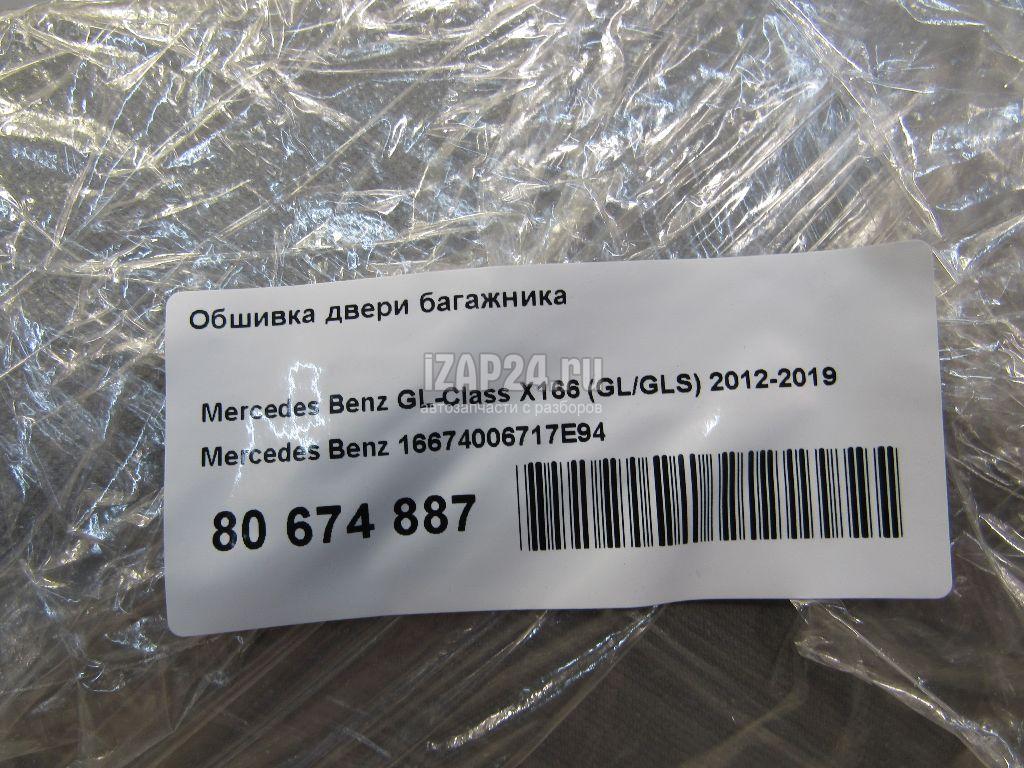 Обшивка двери багажника
iZAP24.ru
Mercedes Benz GL-Class X166 (GL/GLS) 2012-2019
автозапчасти с разборов
Mercedes Benz 16674006717E94
80 674 887